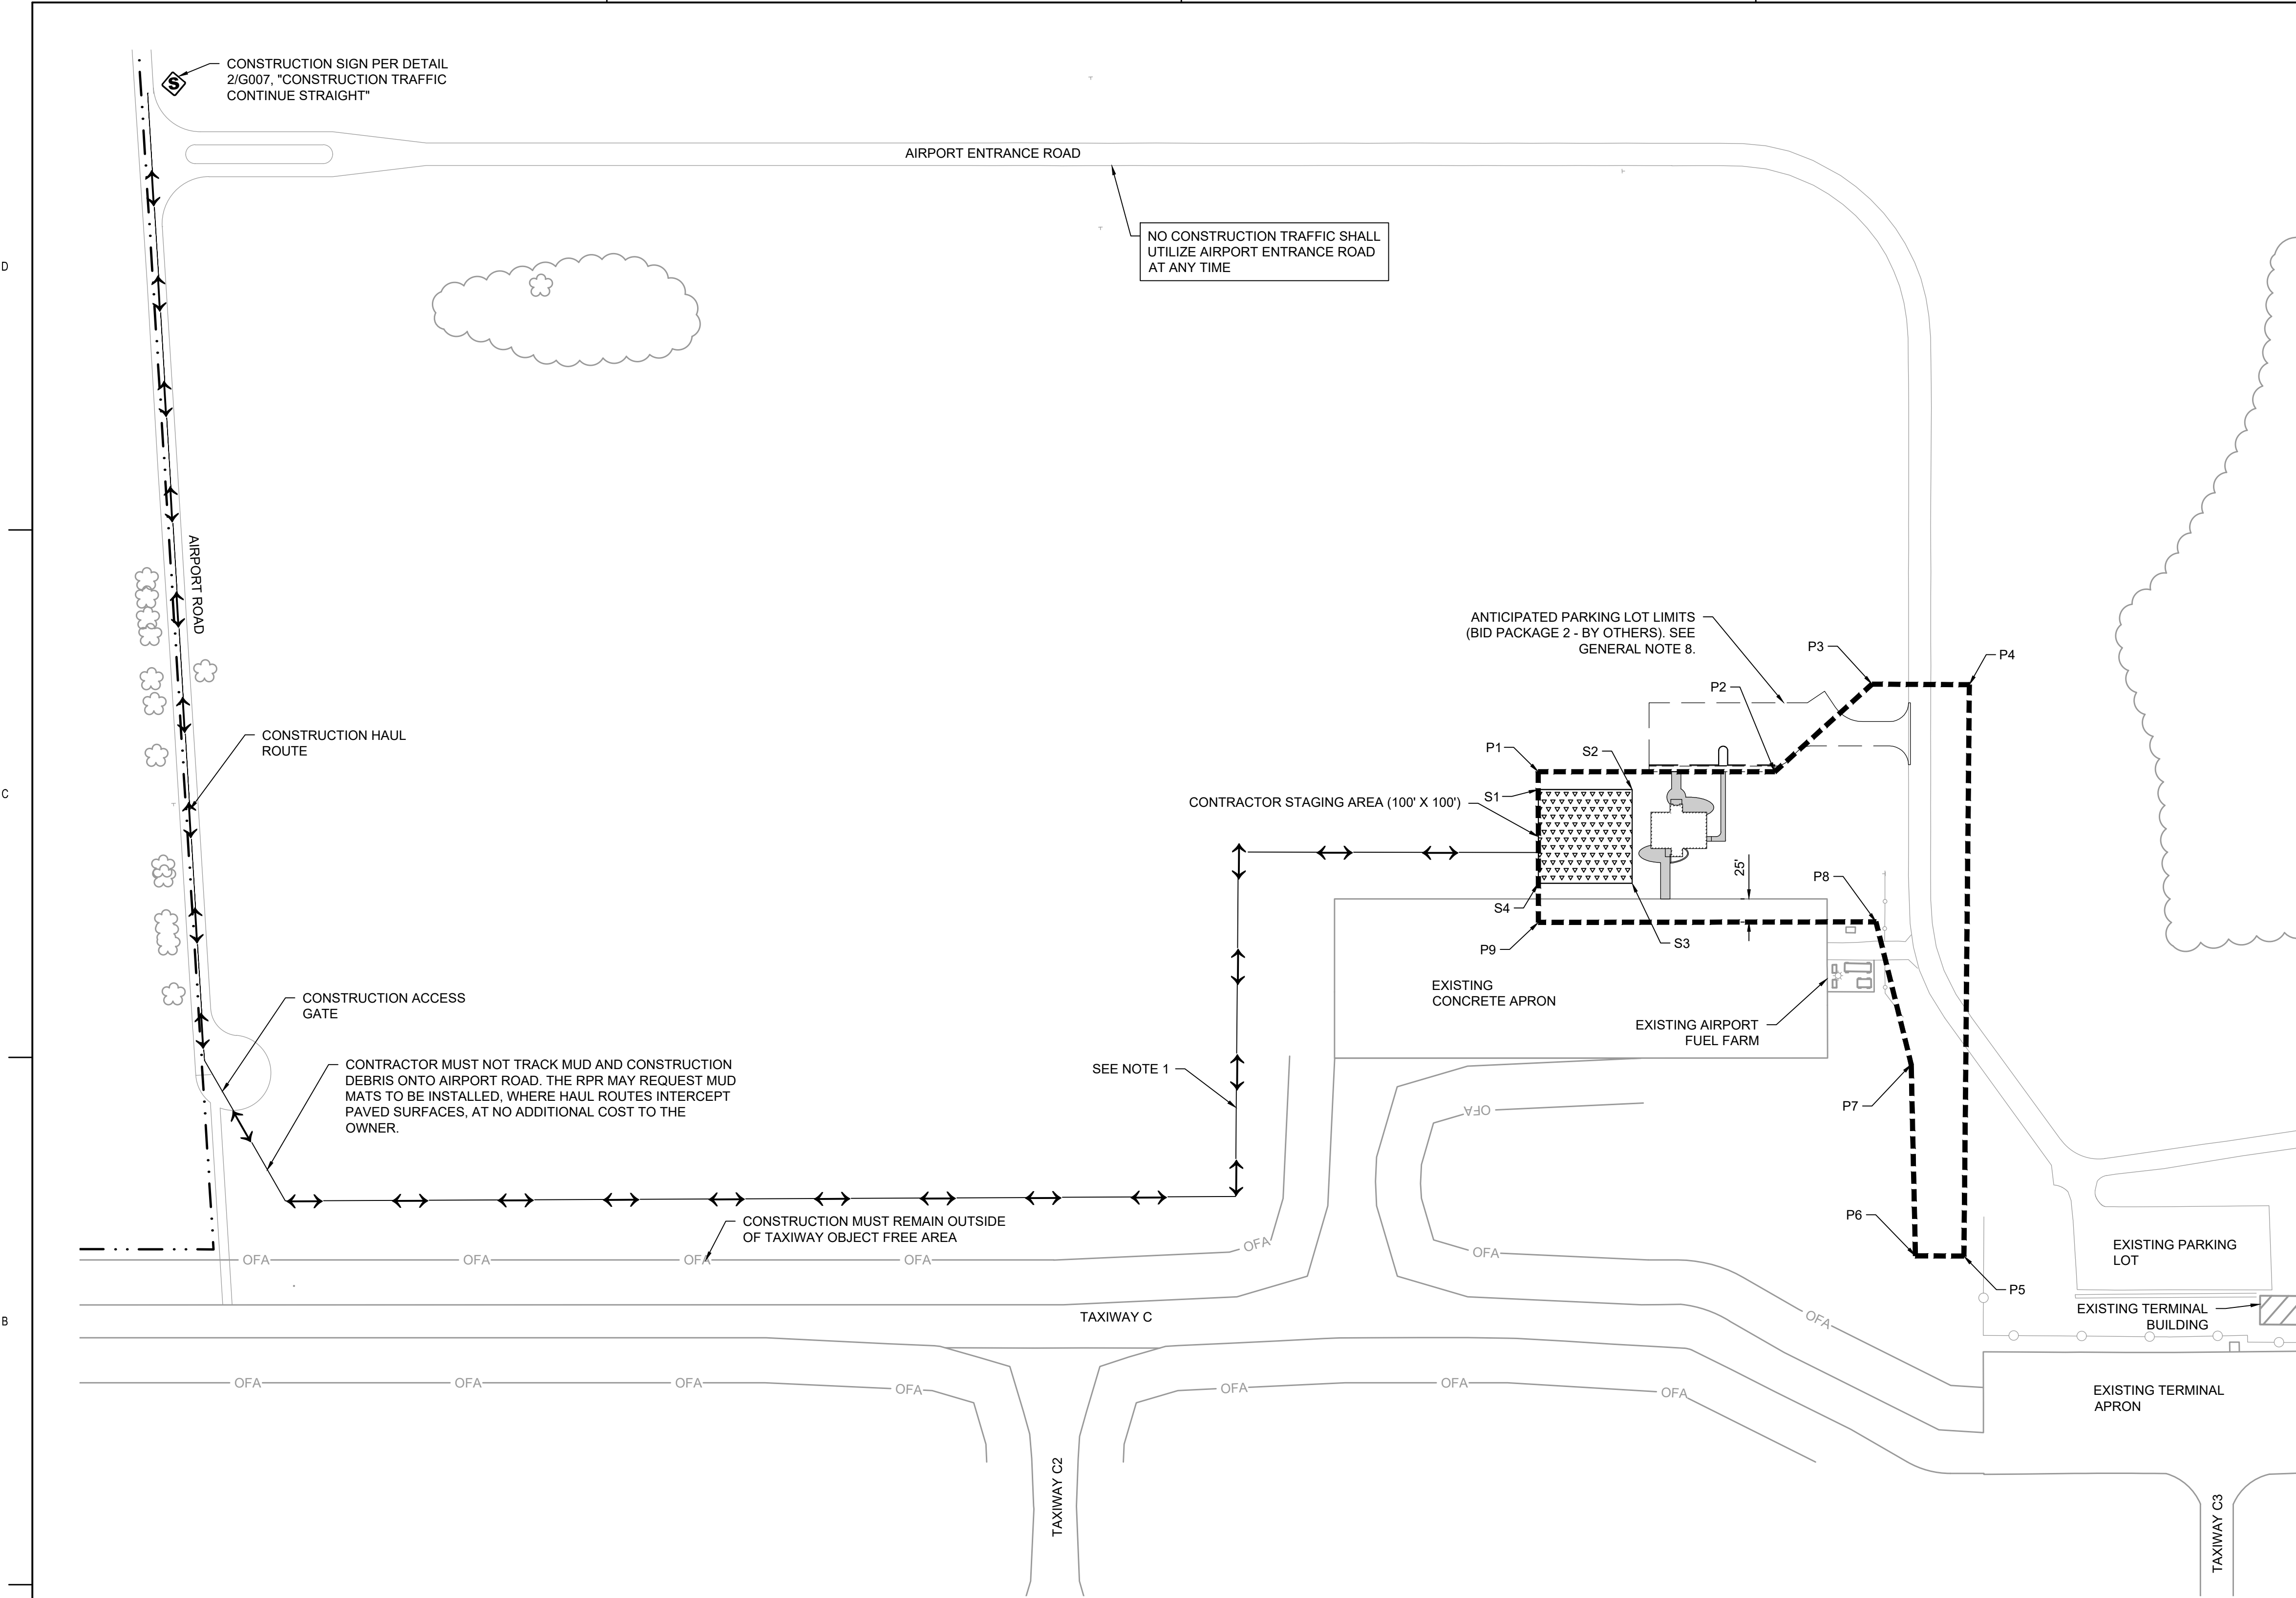 CONSTRUCTION SIGN PER DETAIL
2/G007, "CONSTRUCTION TRAFFIC
CONTINUE STRAIGHT"
S
AIRPORT ENTRANCE ROAD
NO CONSTRUCTION TRAFFIC SHALL
UTILIZE AIRPORT ENTRANCE ROAD
AT ANY TIME
D
AIRPORT ROAD
ANTICIPATED PARKING LOT LIMITS
(BID PACKAGE 2 - BY OTHERS). SEE
GENERAL NOTE 8.
P3
P4
P2
CONSTRUCTION HAUL
ROUTE
P1
S2
C
S1
CONTRACTOR STAGING AREA (100' X 100')
25'
P8
S4
S3
P9
EXISTING
CONCRETE APRON
CONSTRUCTION ACCESS
GATE
EXISTING AIRPORT
FUEL FARM
CONTRACTOR MUST NOT TRACK MUD AND CONSTRUCTION
DEBRIS ONTO AIRPORT ROAD. THE RPR MAY REQUEST MUD
MATS TO BE INSTALLED, WHERE HAUL ROUTES INTERCEPT
PAVED SURFACES, AT NO ADDITIONAL COST TO THE
OWNER.
SEE NOTE 1
P7
OFA
P6
CONSTRUCTION MUST REMAIN OUTSIDE
OF TAXIWAY OBJECT FREE AREA
EXISTING PARKING
LOT
OFA
OFA
OFA
OFA
OFA
OFA
P5
EXISTING TERMINAL
BUILDING
B
TAXIWAY C
OFA
OFA
OFA
OFA
OFA
OFA
OFA
OFA
EXISTING TERMINAL
APRON
TAXIWAY C2
TAXIWAY C3